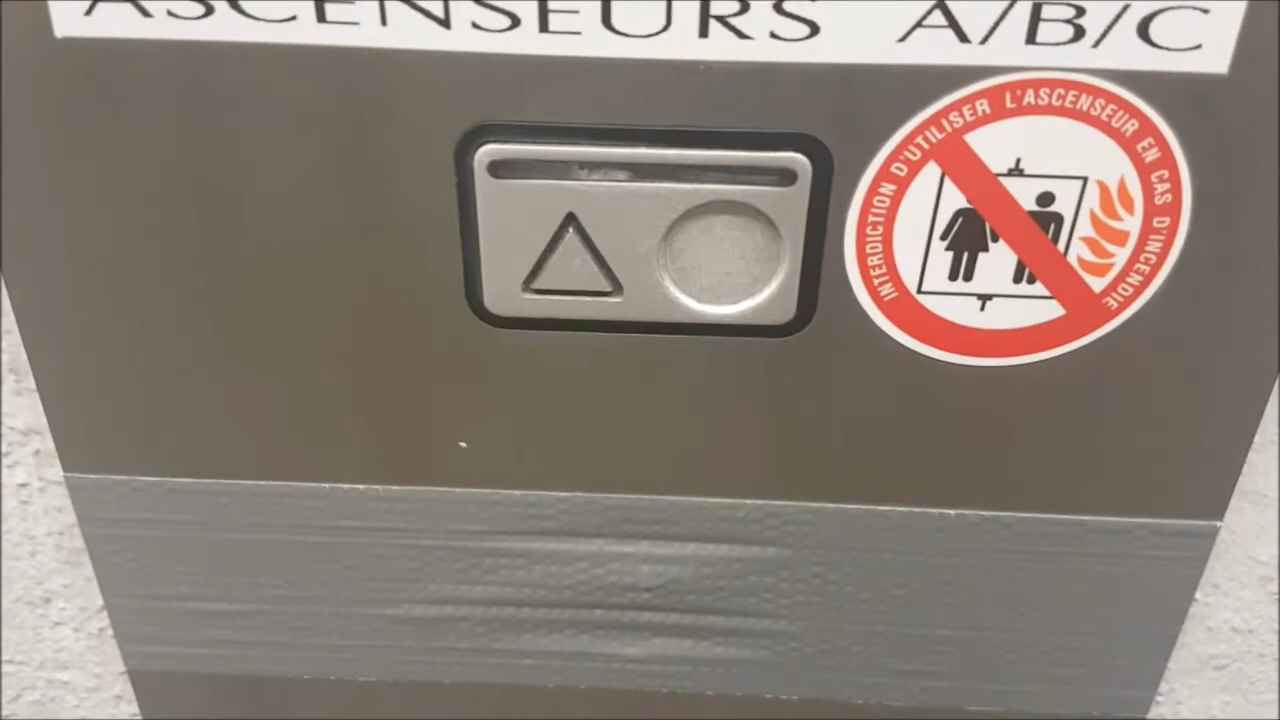 ASCENSEURS A/B/C
INTERDICTION D'UTILISER L'ASCENSEUR EN CAS D'INCENDIE